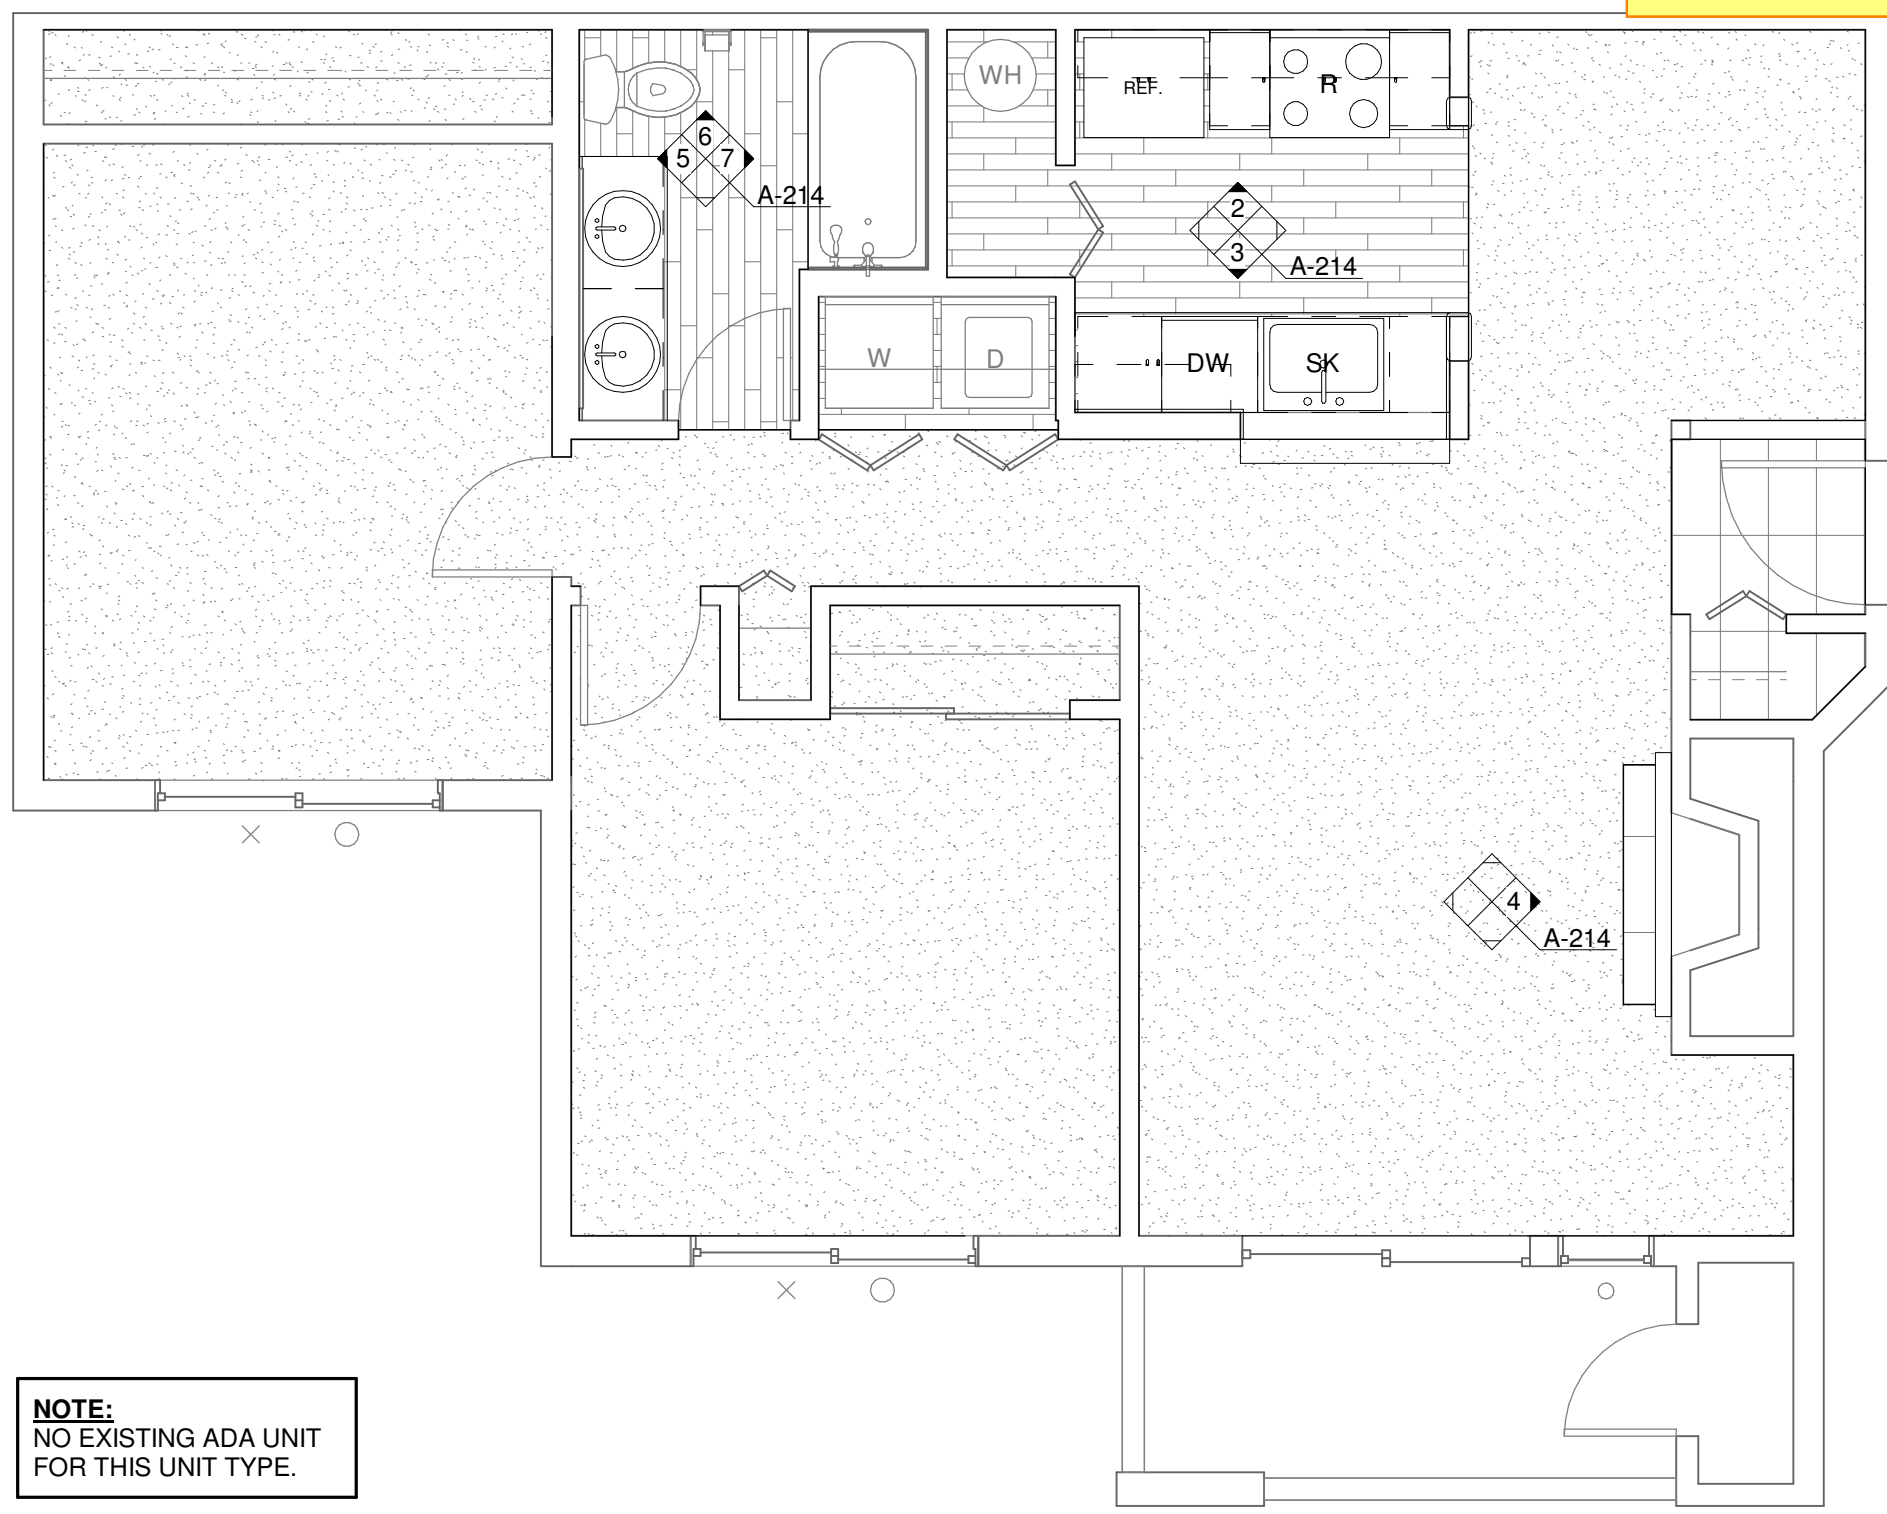 WH
REF.
R
6
5 7
A-214
2
3
A-214
W
D
DW
SK
4
A-214
NOTE:
NO EXISTING ADA UNIT
FOR THIS UNIT TYPE.